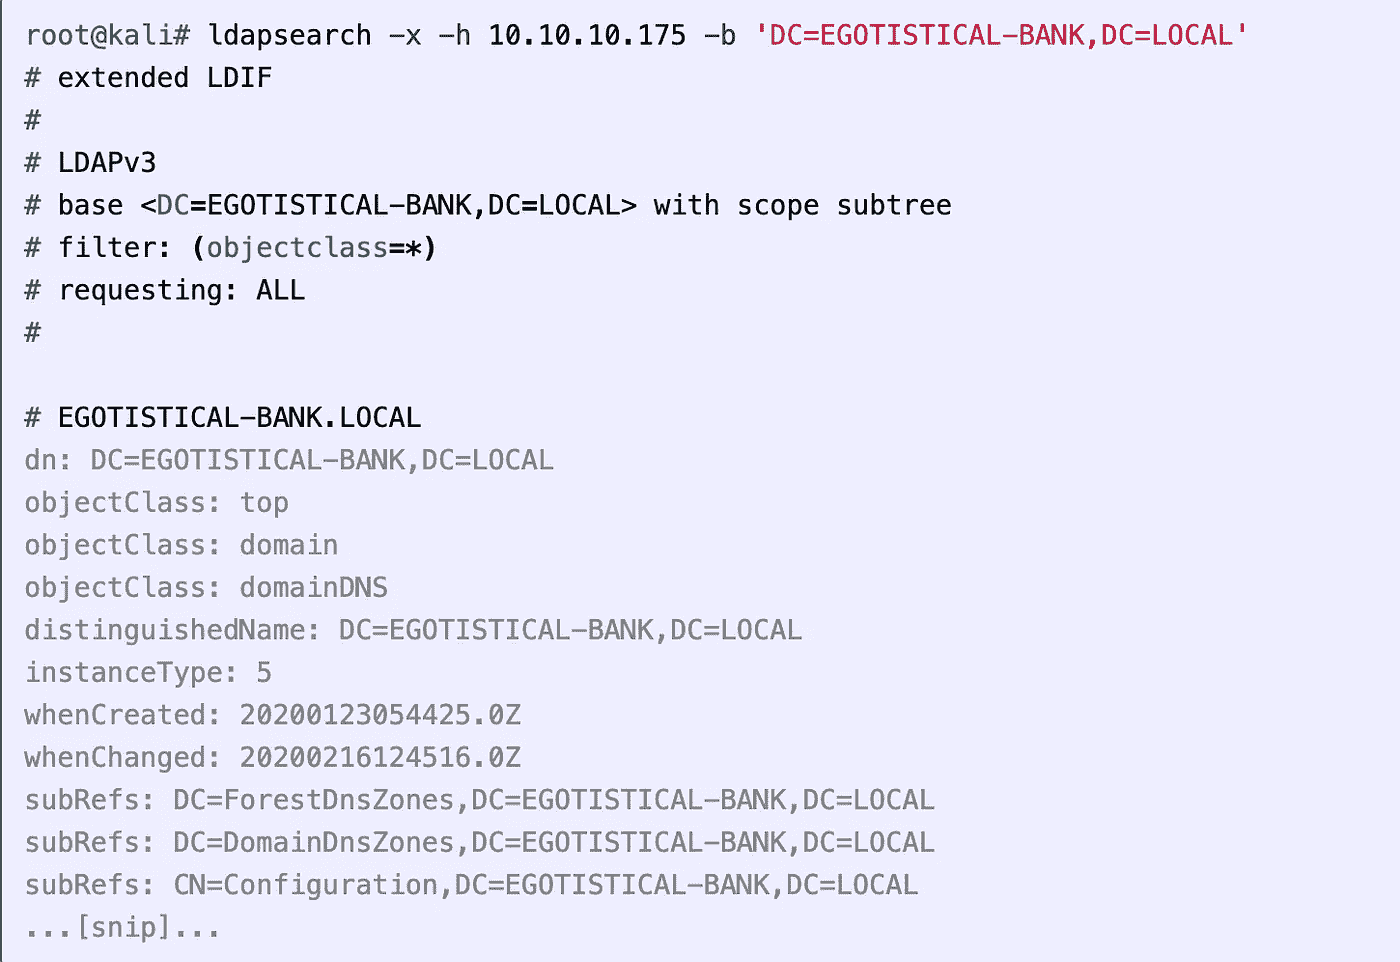 root@kali# ldapsearch -x -h 10.10.10.175 -b 'DC=EGOTISTICAL-BANK,DC=LOCAL'
# extended LDIF
#
# LDAPv3
# base <DC=EGOTISTICAL-BANK,DC=LOCAL> with scope subtree
# filter: (objectclass=*)
# requesting: ALL
#
# EGOTISTICAL-BANK.LOCAL
dn: DC=EGOTISTICAL-BANK,DC=LOCAL
objectClass: top
objectClass: domain
objectClass: domainDNS
distinguishedName: DC=EGOTISTICAL-BANK,DC=LOCAL
instanceType: 5
whenCreated: 20200123054425.0Z
whenChanged: 20200216124516.0Z
subRefs: DC=ForestDnsZones,DC=EGOTISTICAL-BANK,DC=LOCAL
subRefs: DC=DomainDnsZones,DC=EGOTISTICAL-BANK,DC=LOCAL
subRefs: CN=Configuration,DC=EGOTISTICAL-BANK,DC=LOCAL
...[snip]...